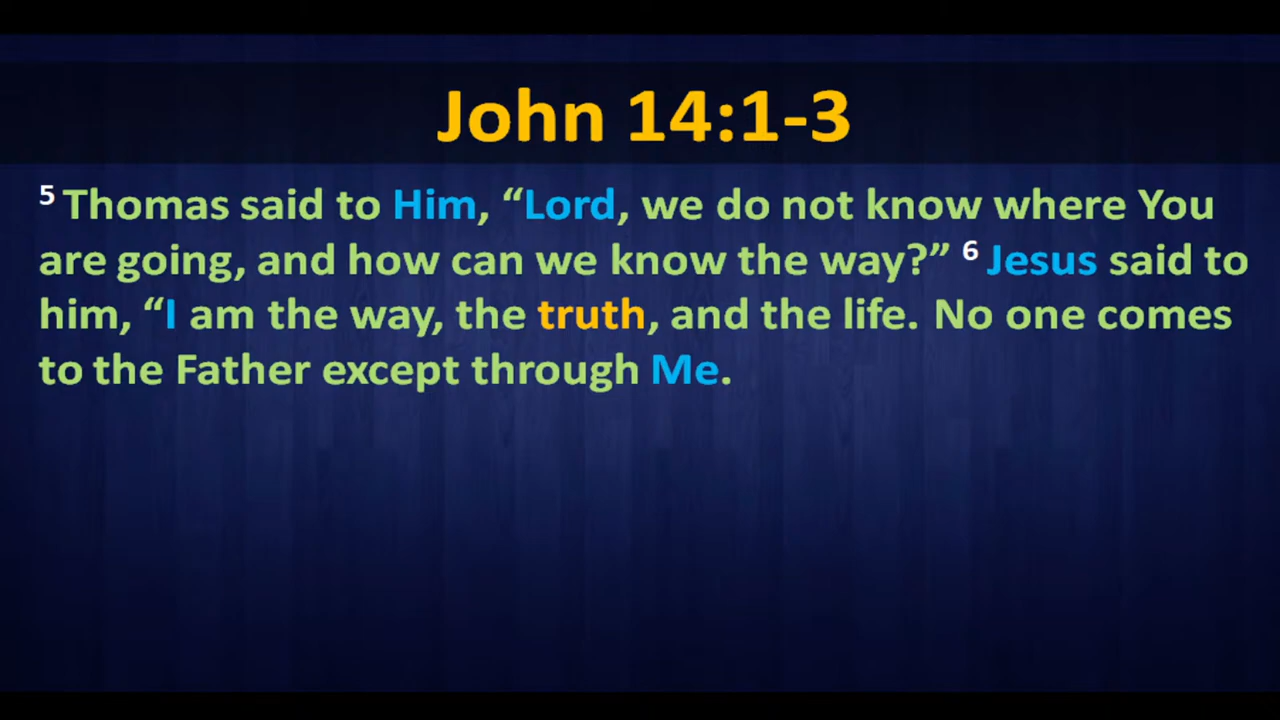 John 14:1-3
5 Thomas said to Him, “Lord, we do not know where You
are going, and how can we know the way?” 6 Jesus said to
him, “I am the way, the truth, and the life. No one comes
to the Father except through Me.